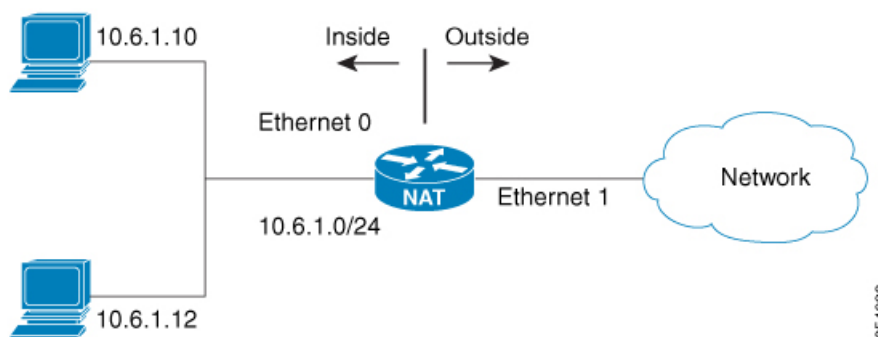 10.6.1.10
Inside
Outside
Ethernet 0
NAT
Ethernet 1
Network
10.6.1.0/24
10.6.1.12